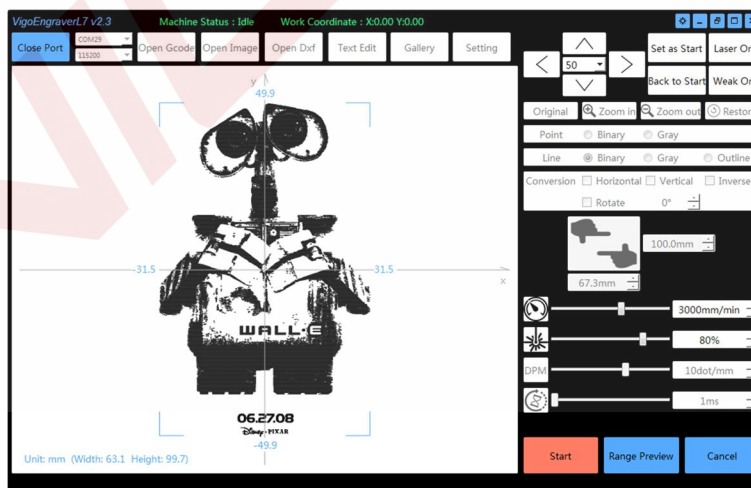 VigoEngraverL7 v2.3 Machine Status : Idle Work Coordinate : X:0.00 Y:0.00
Close Port COM29 Open Gcode Open Image Open Dxf Text Edit Gallery Setting
115200
50 Set as Start Laser On
Back to Start Weak On
Original Zoom in Zoom out Restor
Point Binary Gray
Line Binary Gray Outline
Conversion Horizontal Vertical Inverse
Rotate 0°
100.0mm
67.3mm
3000mm/min
80%
DPM 10dot/mm
1ms
Start Range Preview Cancel
y
49.9
-31.5 31.5
x
WALL·E
06.27.08
Disney·PIXAR
-49.9
Unit: mm (Width: 63.1 Height: 99.7)